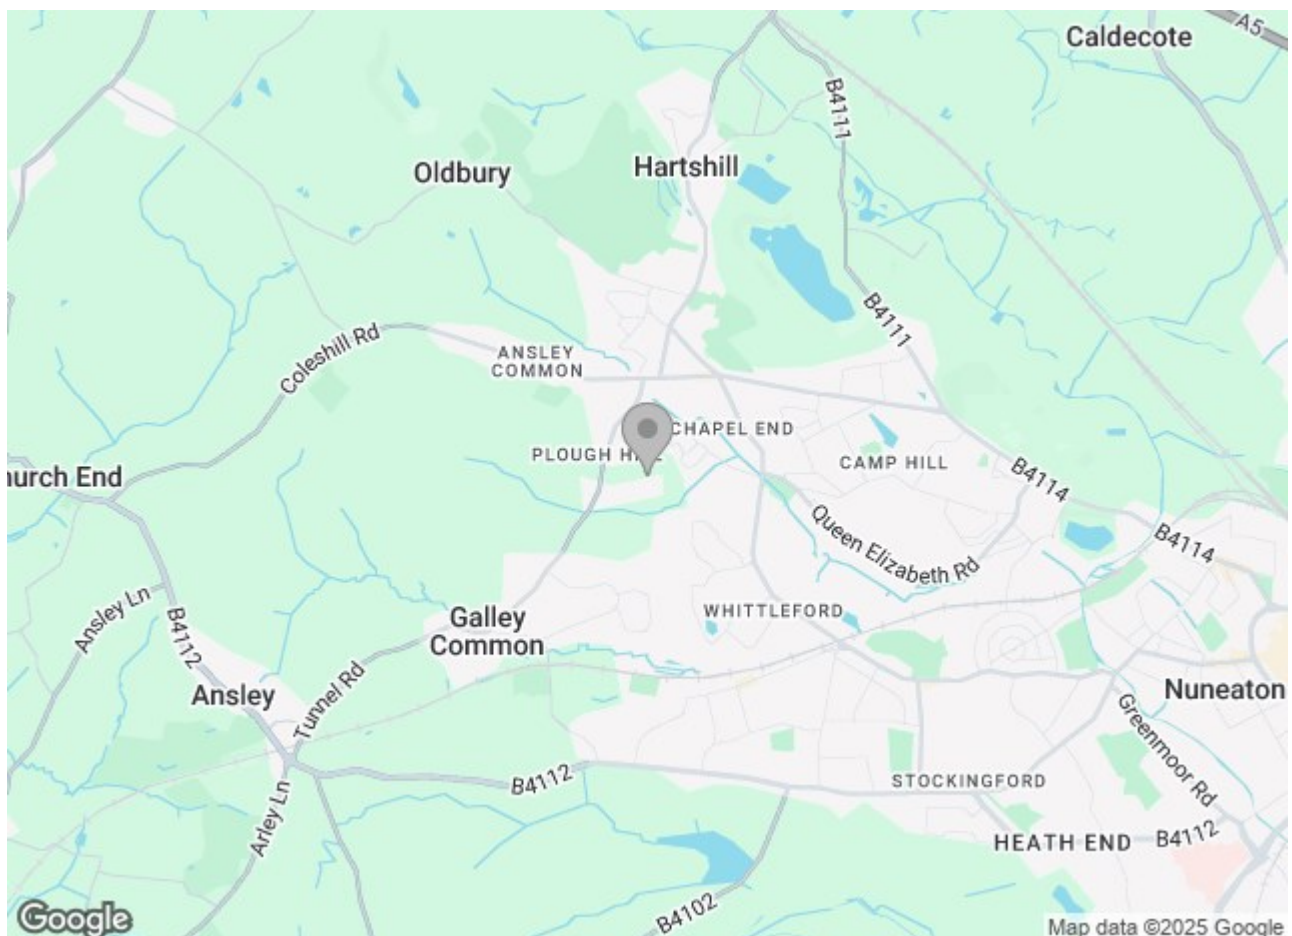 A5
Caldecote
B4111
Oldbury
Hartshill
B4111
Coleshill Rd
ANSLEY
COMMON
CHAPEL END
PLOUGH HILL
CAMP HILL
hurch End
B4114
Queen Elizabeth Rd
B4114
Ansley Ln
B4112
Galley
Common
WHITTLEFORD
Ansley
Tunnel Rd
Nuneaton
Greenmoor Rd
B4112
STOCKINGFORD
Arley Ln
HEATH END
B4112
B4102
Google
Map data ©2025 Google